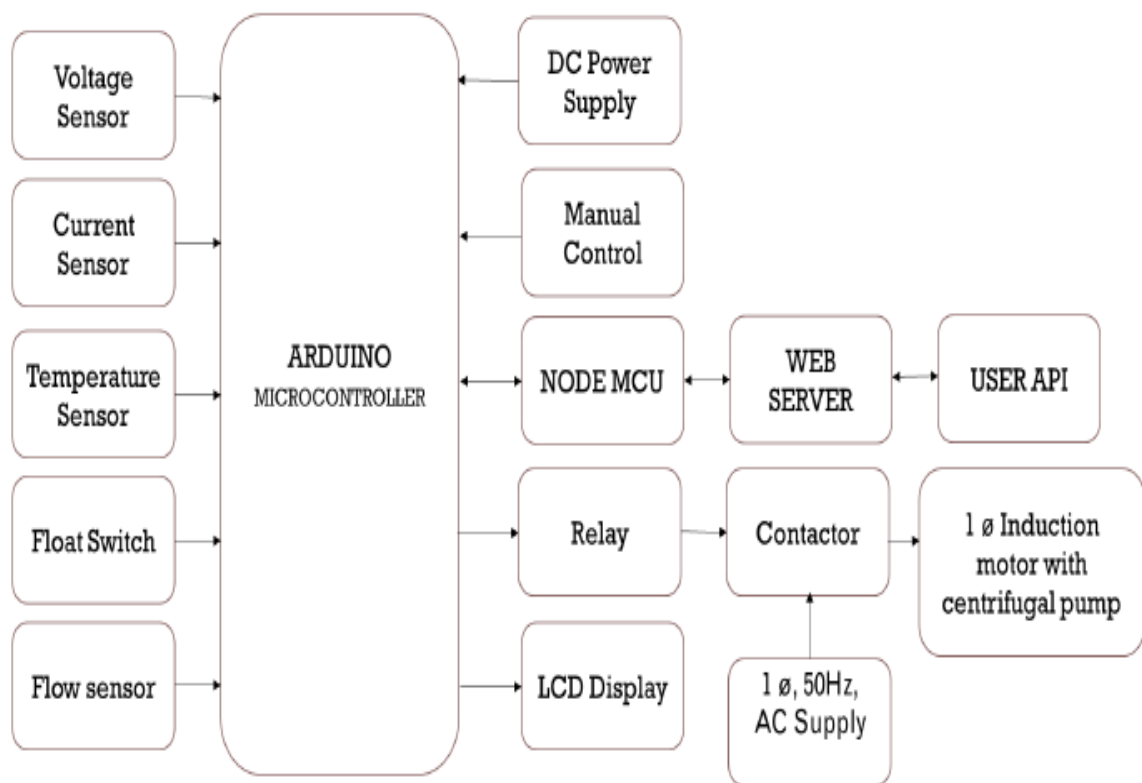 Voltage
Sensor
Current
Sensor
Temperature
Sensor
Float Switch
Flow sensor
ARDUINO
MICROCONTROLLER
DC Power
Supply
Manual
Control
NODE MCU
WEB
SERVER
USER API
Relay
Contactor
1 ø Induction
motor with
centrifugal pump
LCD Display
1 ø, 50Hz,
AC Supply